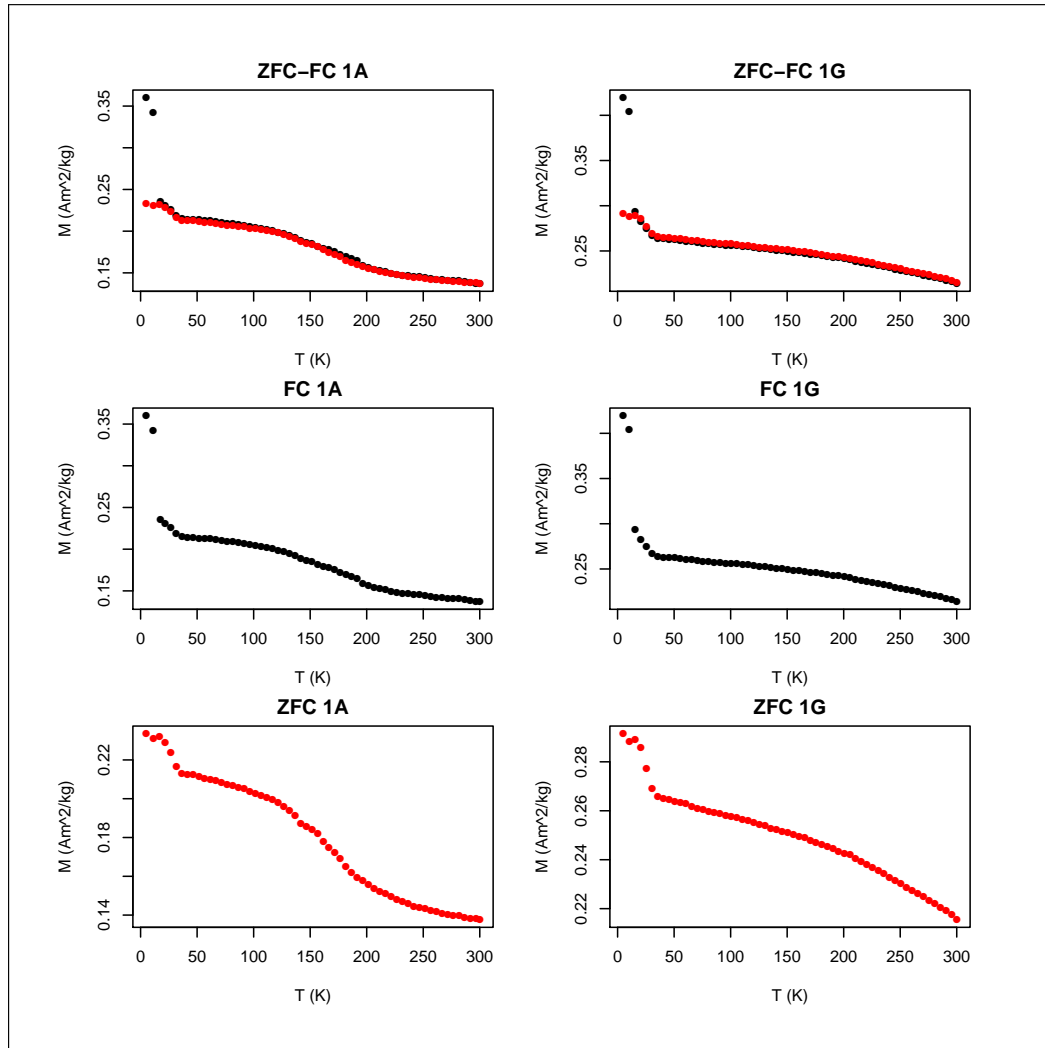 ZFC−FC 1A
M (Am^2/kg)
0.15 0.25 0.35
0 50 100 150 200 250 300
T (K)
ZFC−FC 1G
M (Am^2/kg)
0.25 0.35
0 50 100 150 200 250 300
T (K)
FC 1A
M (Am^2/kg)
0.15 0.25 0.35
0 50 100 150 200 250 300
T (K)
FC 1G
M (Am^2/kg)
0.25 0.35
0 50 100 150 200 250 300
T (K)
ZFC 1A
M (Am^2/kg)
0.14 0.18 0.22
0 50 100 150 200 250 300
T (K)
ZFC 1G
M (Am^2/kg)
0.22 0.24 0.26 0.28
0 50 100 150 200 250 300
T (K)